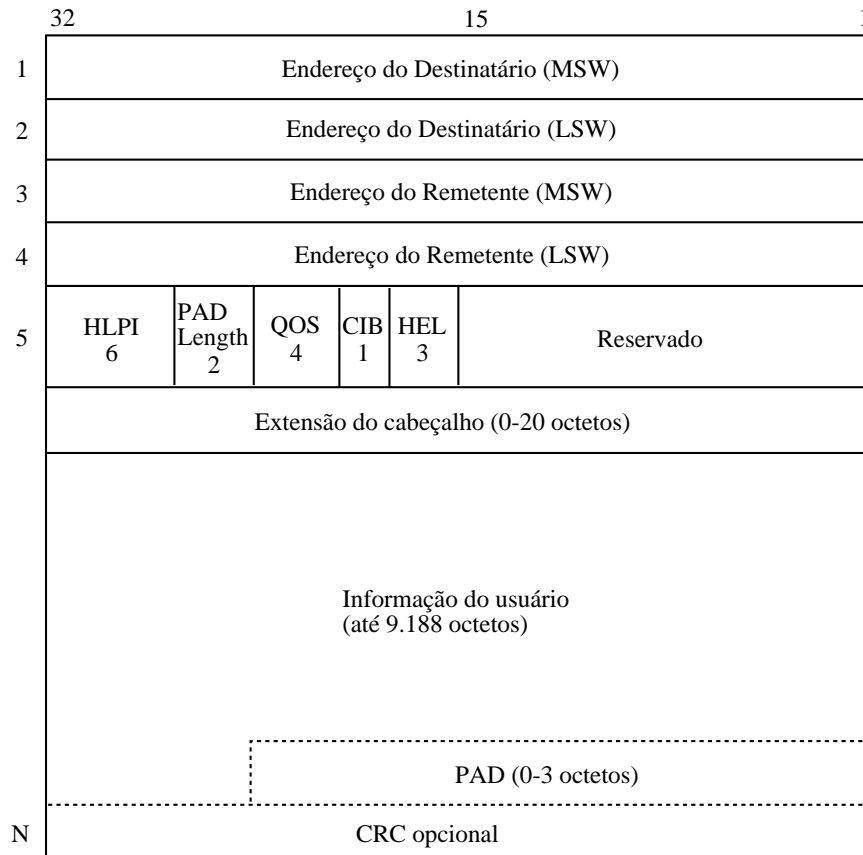 32 15 1
1 Endereço do Destinatário (MSW)
2 Endereço do Destinatário (LSW)
3 Endereço do Remetente (MSW)
4 Endereço do Remetente (LSW)
5
HLPI
6
PAD
Length
2
QOS
4
CIB
1
HEL
3
Reservado
Extensão do cabeçalho (0-20 octetos)
Informação do usuário
(até 9.188 octetos)
PAD (0-3 octetos)
N CRC opcional